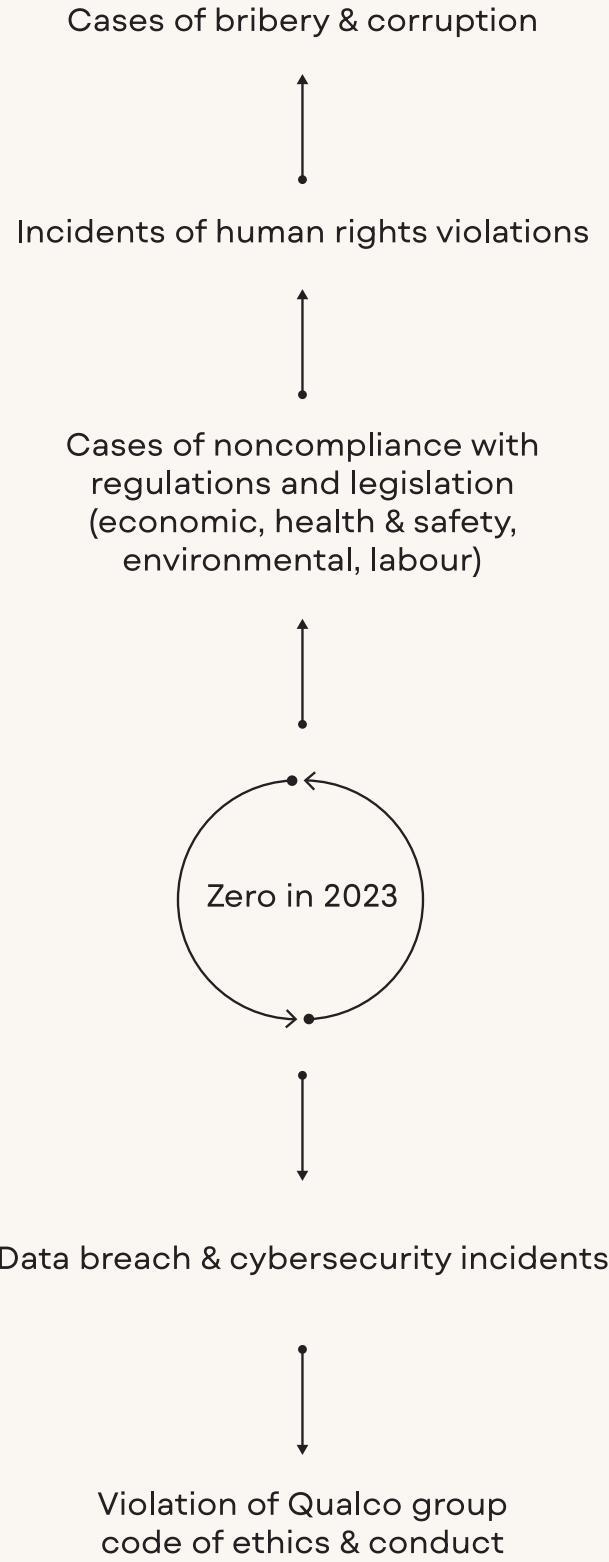 Cases of bribery & corruption
Incidents of human rights violations
Cases of noncompliance with
regulations and legislation
(economic, health & safety,
environmental, labour)
Zero in 2023
Data breach & cybersecurity incidents
Violation of Qualco group
code of ethics & conduct